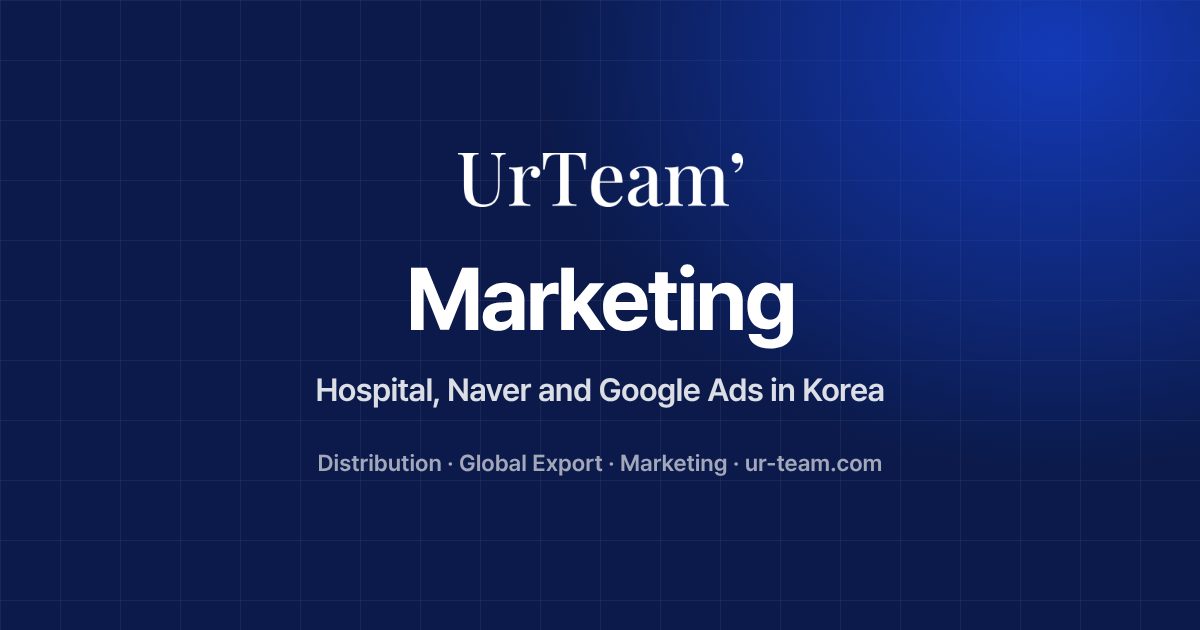 UrTeam’
Marketing
Hospital, Naver and Google Ads in Korea
Distribution · Global Export · Marketing · ur-team.com